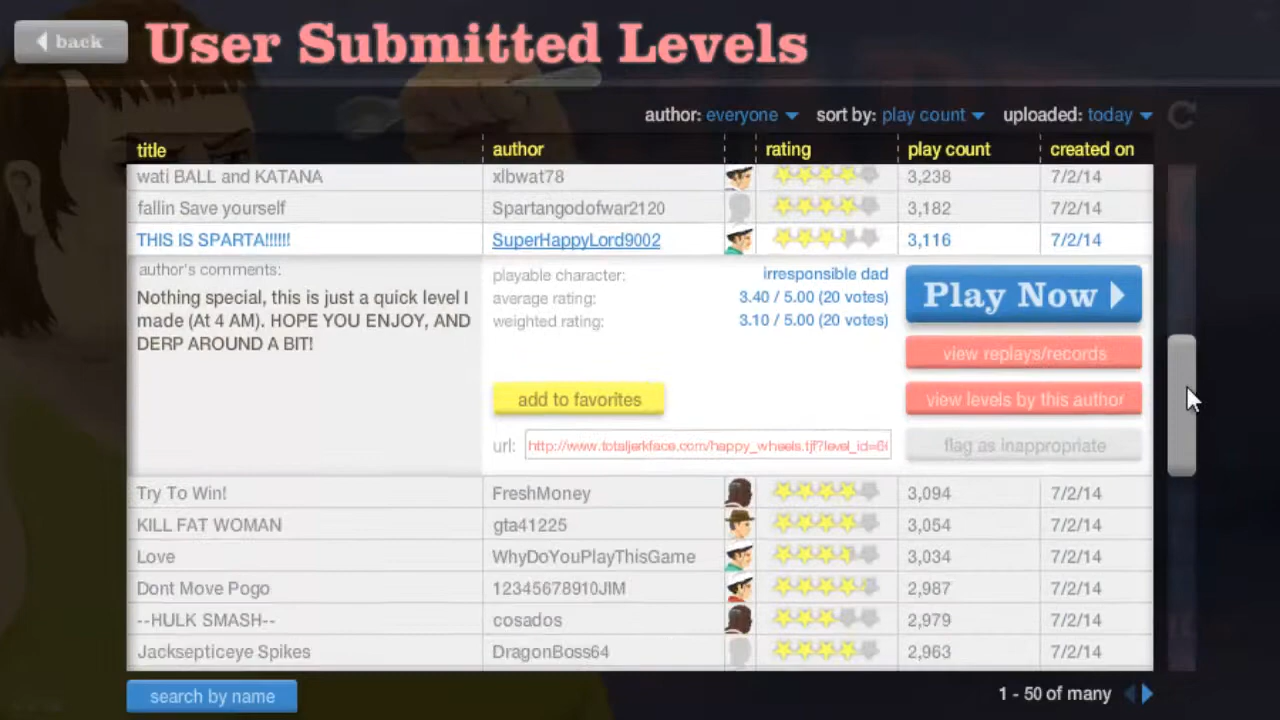 back
User Submitted Levels
author: everyone sort by: play count uploaded: today
title author rating play count created on
wati BALL and KATANA xlbwat78 3,238 7/2/14
fallin Save yourself Spartangodofwar2120 3,182 7/2/14
THIS IS SPARTA!!!!!! SuperHappyLord9002 3,116 7/2/14
author's comments:
Nothing special, this is just a quick level I
made (At 4 AM). HOPE YOU ENJOY, AND
DERP AROUND A BIT!
playable character: irresponsible dad
average rating: 3.40 / 5.00 (20 votes)
weighted rating: 3.10 / 5.00 (20 votes)
add to favorites
url: http://www.totaljerkface.com/happy_wheels.tjf?level_id=6
Play Now
view replays/records
view levels by this author
flag as inappropriate
Try To Win! FreshMoney 3,094 7/2/14
KILL FAT WOMAN gta41225 3,054 7/2/14
Love WhyDoYouPlayThisGame 3,034 7/2/14
Dont Move Pogo 12345678910JIM 2,987 7/2/14
--HULK SMASH-- cosados 2,979 7/2/14
Jacksepticeye Spikes DragonBoss64 2,963 7/2/14
search by name
1 - 50 of many